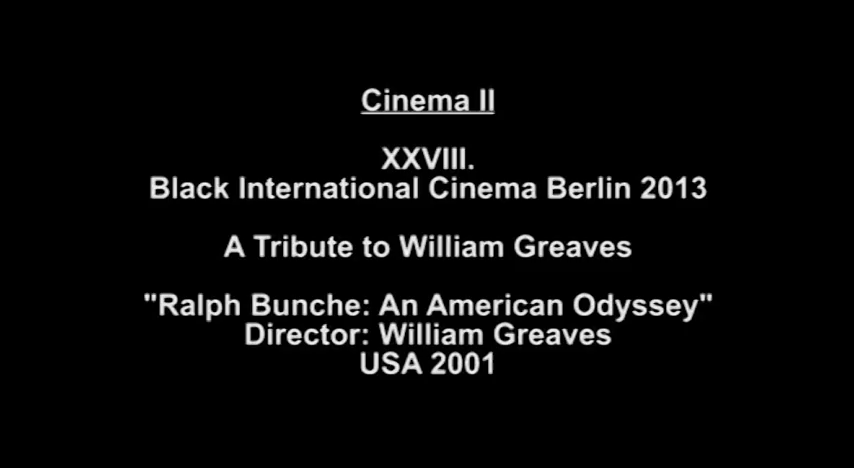 Cinema II
XXVIII.
Black International Cinema Berlin 2013
A Tribute to William Greaves
"Ralph Bunche: An American Odyssey"
Director: William Greaves
USA 2001